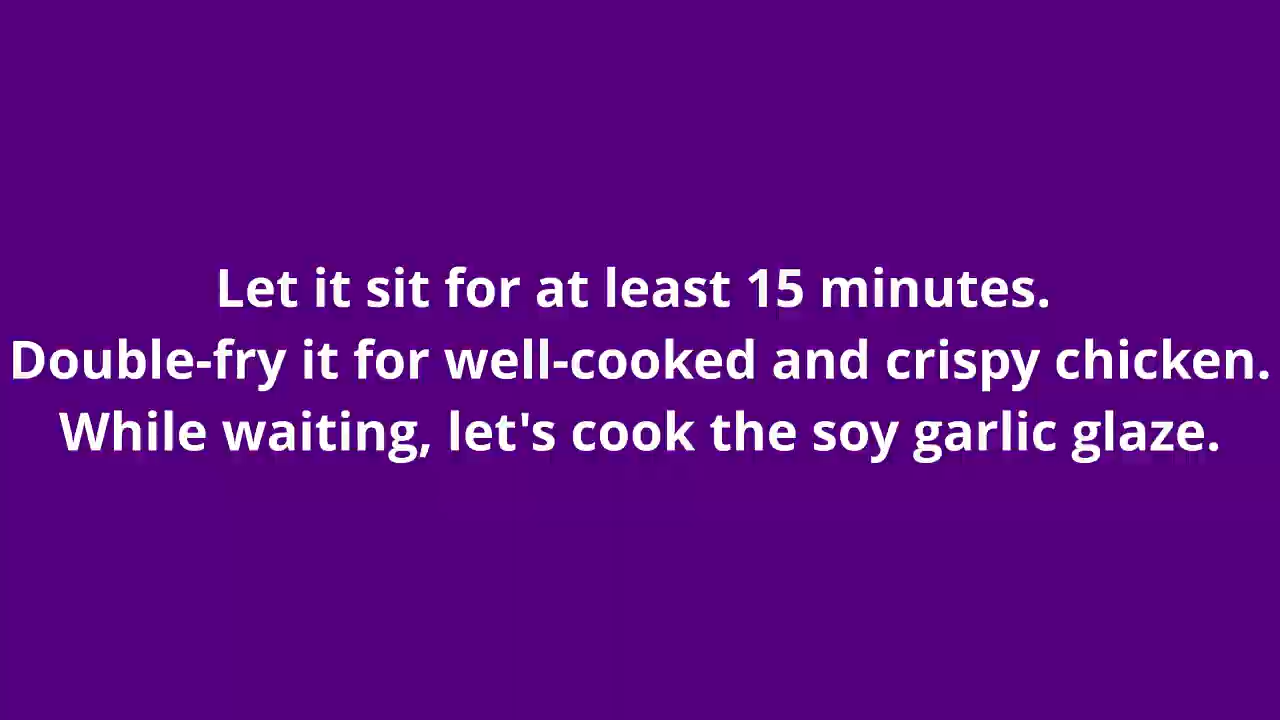 Let it sit for at least 15 minutes.
Double-fry it for well-cooked and crispy chicken.
While waiting, let's cook the soy garlic glaze.